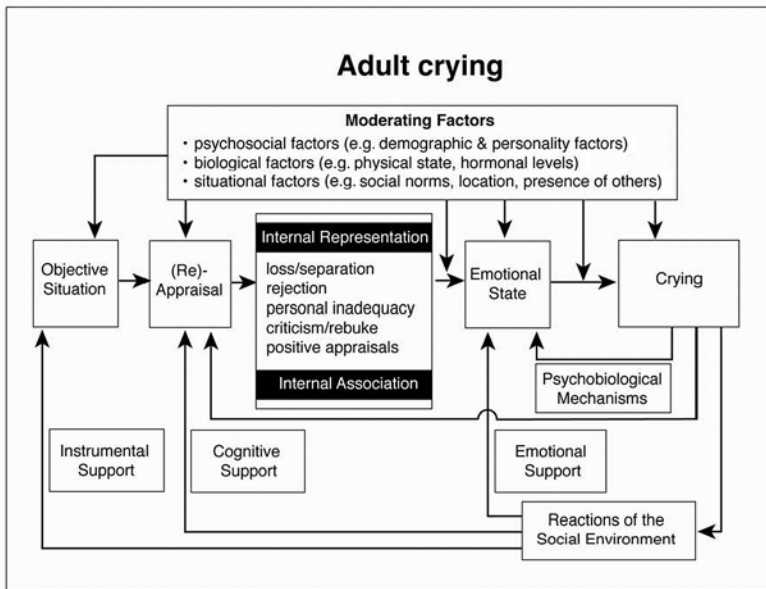 Adult crying
Moderating Factors
• psychosocial factors (e.g. demographic & personality factors)
• biological factors (e.g. physical state, hormonal levels)
• situational factors (e.g. social norms, location, presence of others)
Objective
Situation
(Re)-
Appraisal
Internal Representation
loss/separation
rejection
personal inadequacy
criticism/rebuke
positive appraisals
Internal Association
Emotional
State
Crying
Psychobiological
Mechanisms
Instrumental
Support
Cognitive
Support
Emotional
Support
Reactions of the
Social Environment